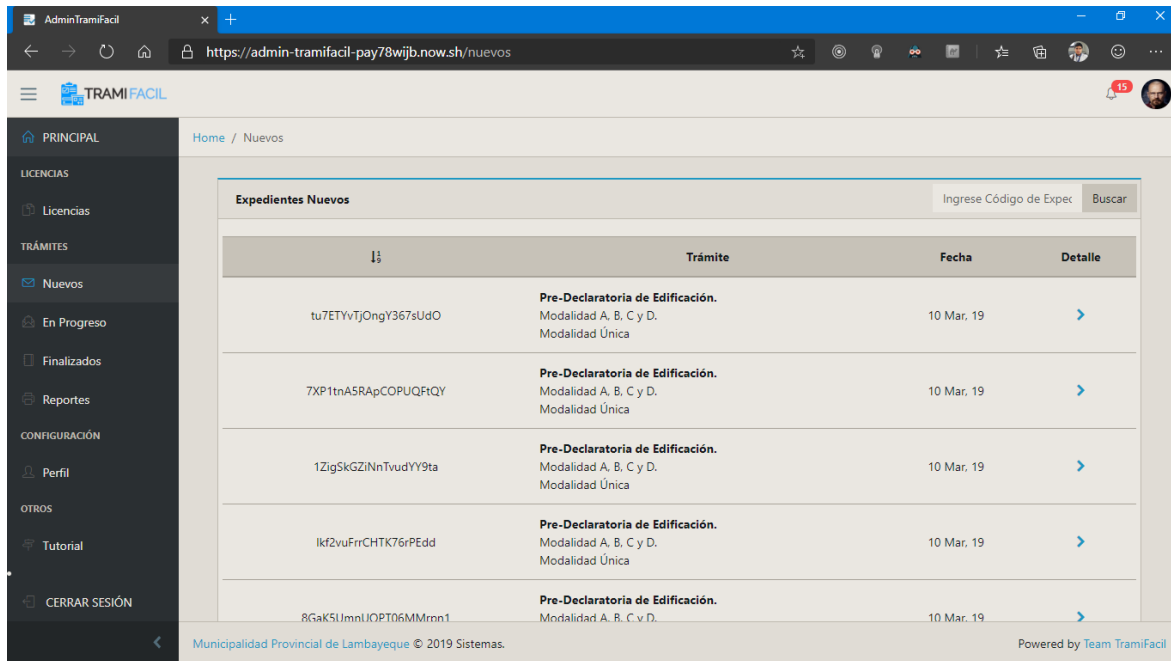 AdminTramiFacil
https://admin-tramifacil-pay78wijb.now.sh/nuevos
TRAMIFACIL
15
PRINCIPAL
Home / Nuevos
LICENCIAS
Licencias
TRÁMITES
Nuevos
En Progreso
Finalizados
Reportes
CONFIGURACIÓN
Perfil
OTROS
Tutorial
CERRAR SESIÓN
Expedientes Nuevos
Ingrese Código de Expec
Buscar
Trámite Fecha Detalle
Pre-Declaratoria de Edificación.
tu7ETYvTjOngY367sUdO Modalidad A, B, C y D. 10 Mar, 19
Modalidad Única
Pre-Declaratoria de Edificación.
7XP1tnA5RApCOPUQFtQY Modalidad A, B, C y D. 10 Mar, 19
Modalidad Única
Pre-Declaratoria de Edificación.
1ZigSkGZiNnTvudYY9ta Modalidad A, B, C y D. 10 Mar, 19
Modalidad Única
Pre-Declaratoria de Edificación.
Ikf2vuFrrCHTK76rPEdd Modalidad A, B, C y D. 10 Mar, 19
Modalidad Única
Pre-Declaratoria de Edificación.
8GaK5UmpUOPT06MMrpn1 Modalidad A, B, C y D. 10 Mar, 19
Municipalidad Provincial de Lambayeque © 2019 Sistemas.
Powered by Team TramiFacil